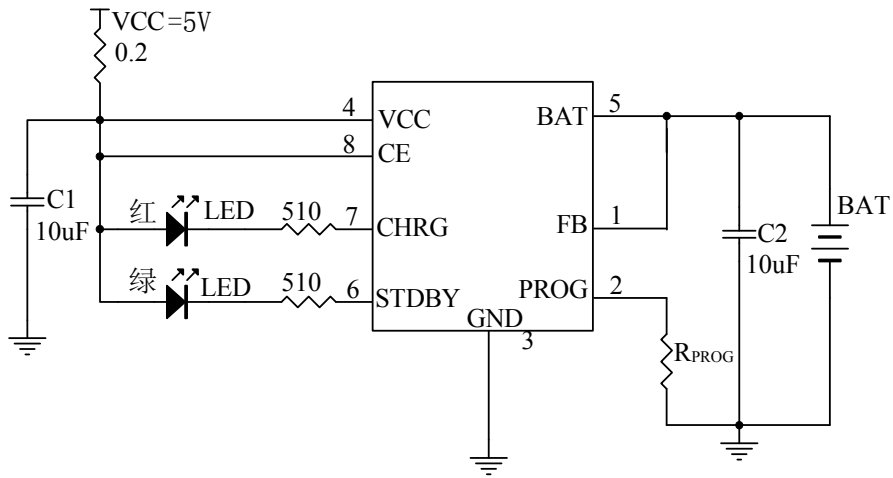 VCC=5V
0.2
4
VCC
BAT
5
8
CE
C1
10uF
红
LED
510
7
CHRG
FB
1
C2
10uF
BAT
绿
LED
510
6
STDBY
PROG
2
GND
3
RPROG